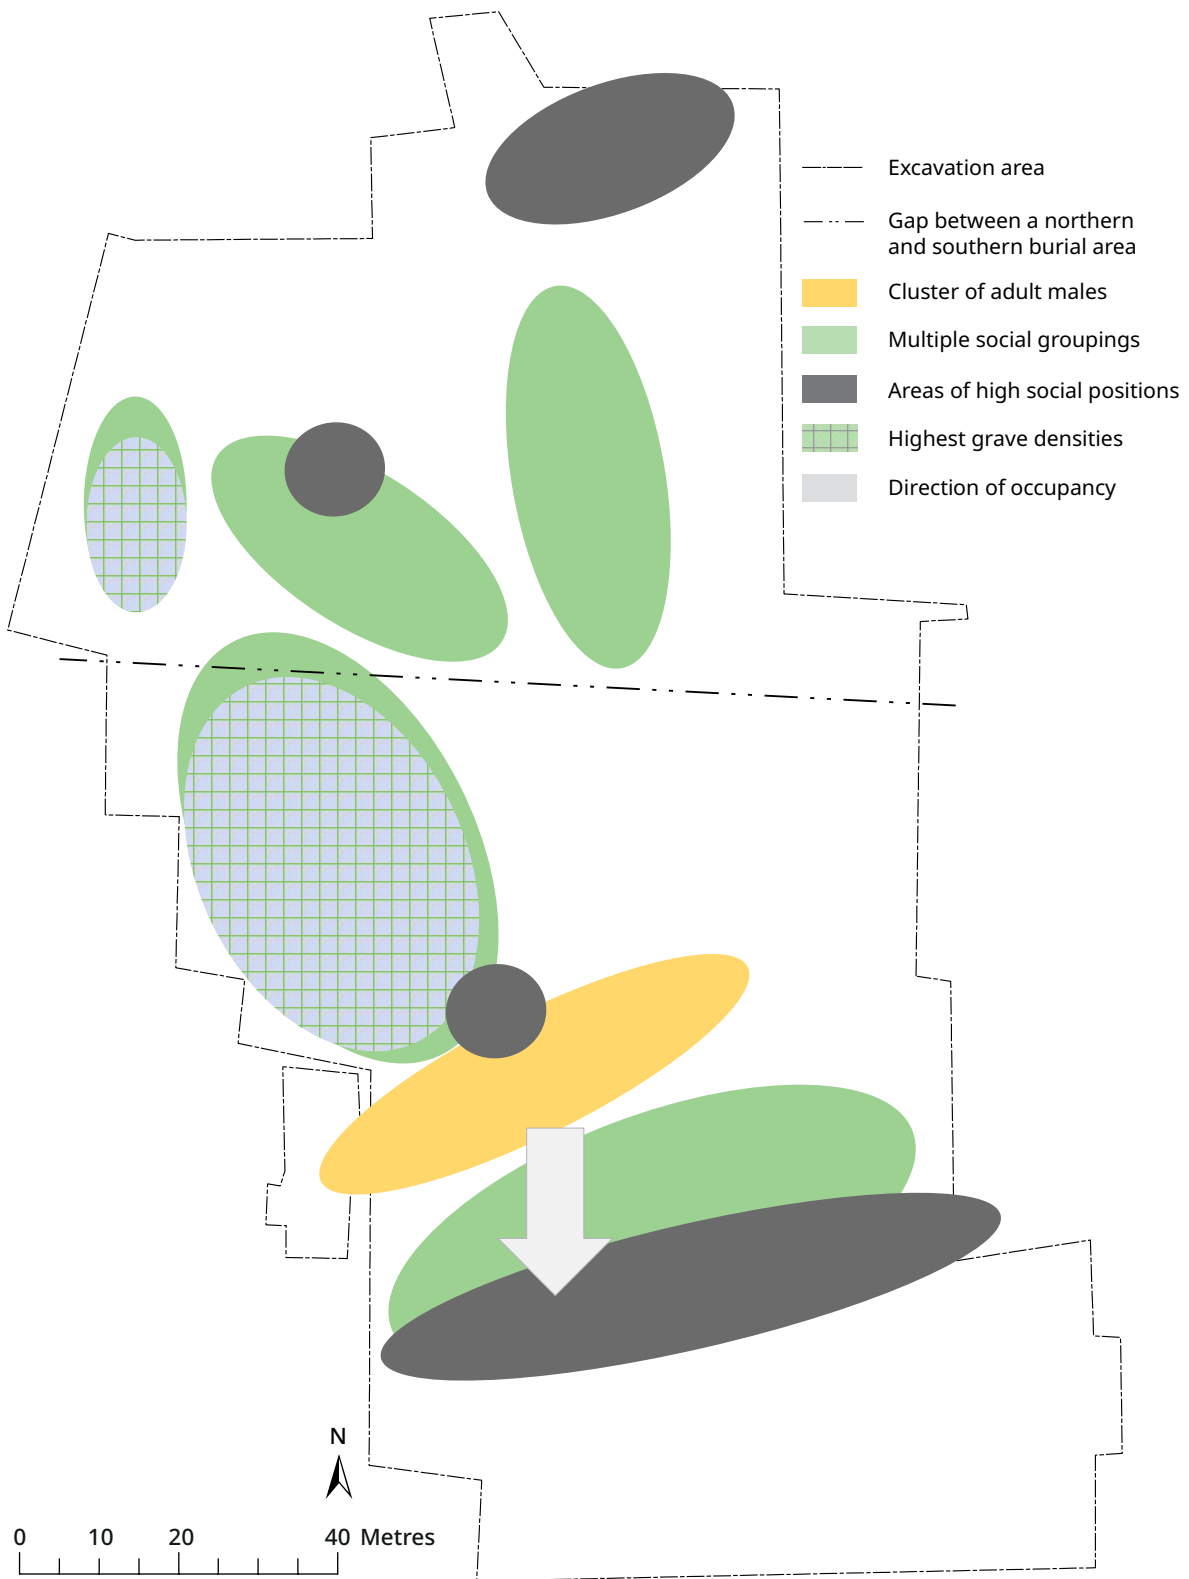 Excavation area
Gap between a northern
and southern burial area
Cluster of adult males
Multiple social groupings
Areas of high social positions
Highest grave densities
Direction of occupancy
N
0 10 20 40 Metres